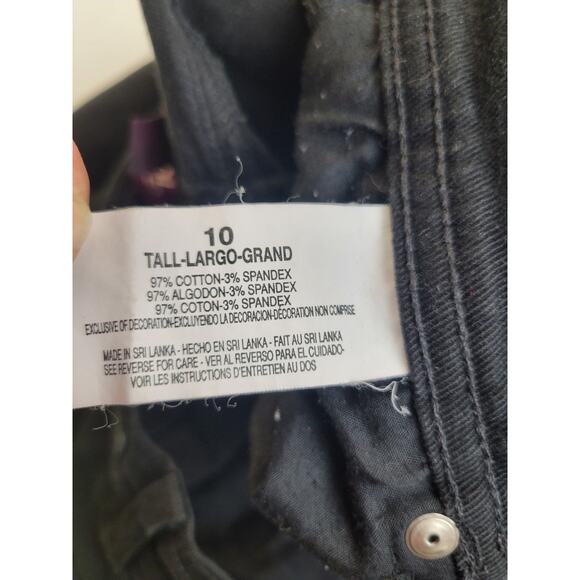 10
TALL-LARGO-GRAND
97% COTTON-3% SPANDEX
97% ALGODON-3% SPANDEX
97% COTON-3% SPANDEX
EXCLUSIVE OF DECORATION-EXCLUYENDO LA DECORACION-DÉCORATION NON COMPRISE
MADE IN SRI LANKA - HECHO EN SRI LANKA - FAIT AU SRI LANKA
SEE REVERSE FOR CARE - VER AL REVERSO PARA EL CUIDADO-
VOIR LES INSTRUCTIONS D'ENTRETIEN AU DOS